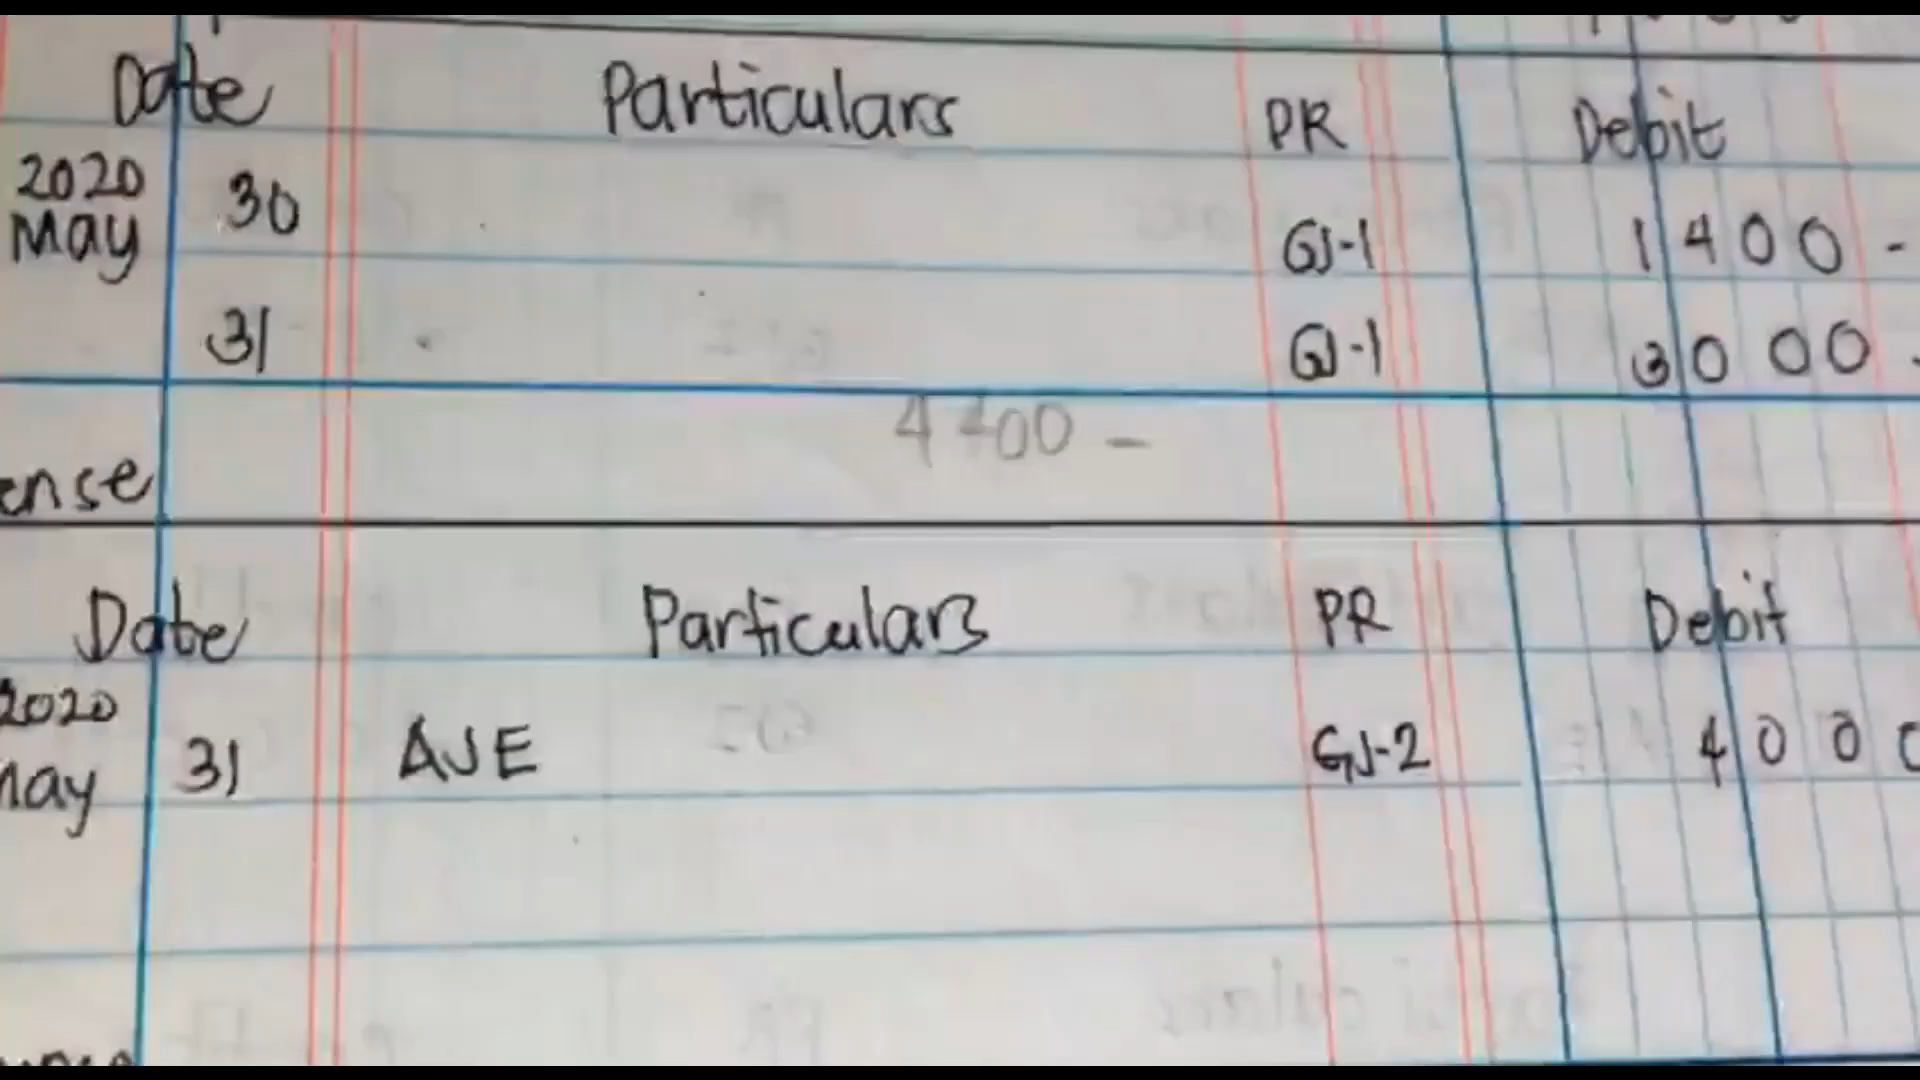 Date Particulars PR Debit
2020
May 30 GJ-1 1400 -
31 GJ-1 3000 -
4400 -
ense
Date Particulars PR Debit
2020
May 31 AJE GJ-2 4000